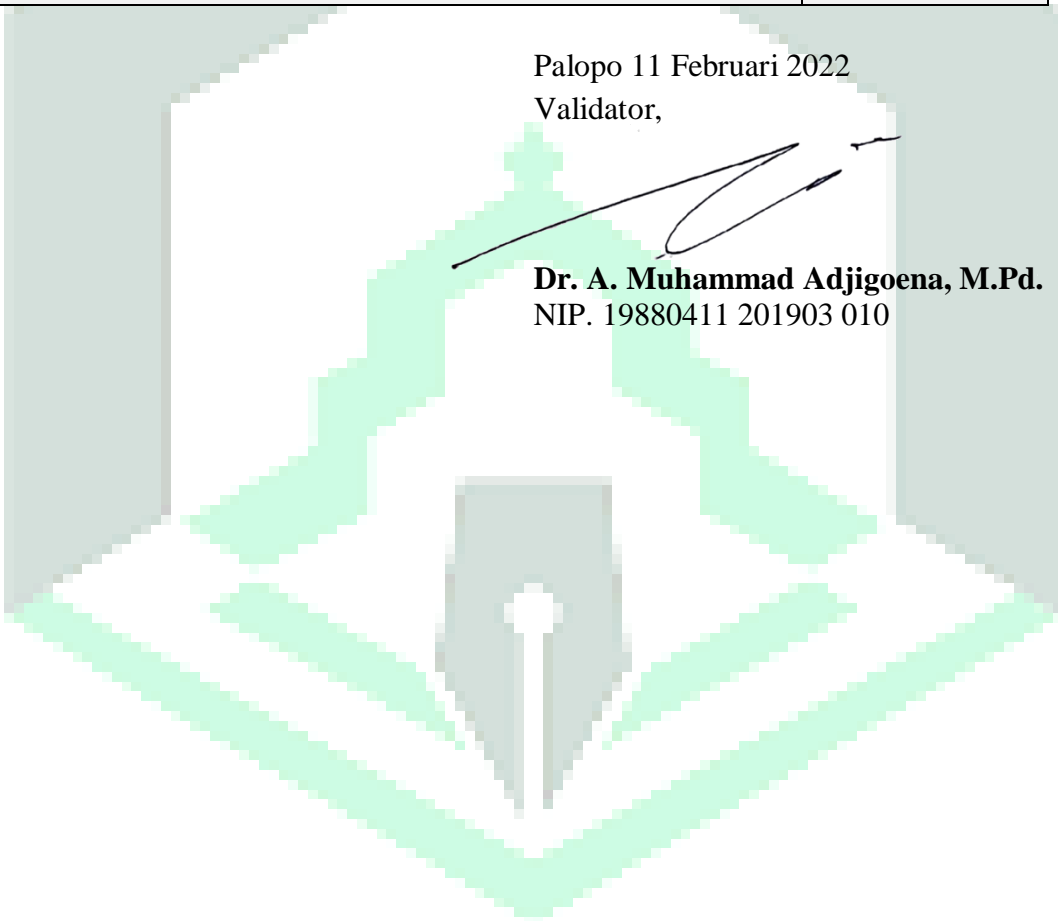 Palopo 11 Februari 2022
Validator,
Dr. A. Muhammad Adjigoena, M.Pd.
NIP. 19880411 201903 010